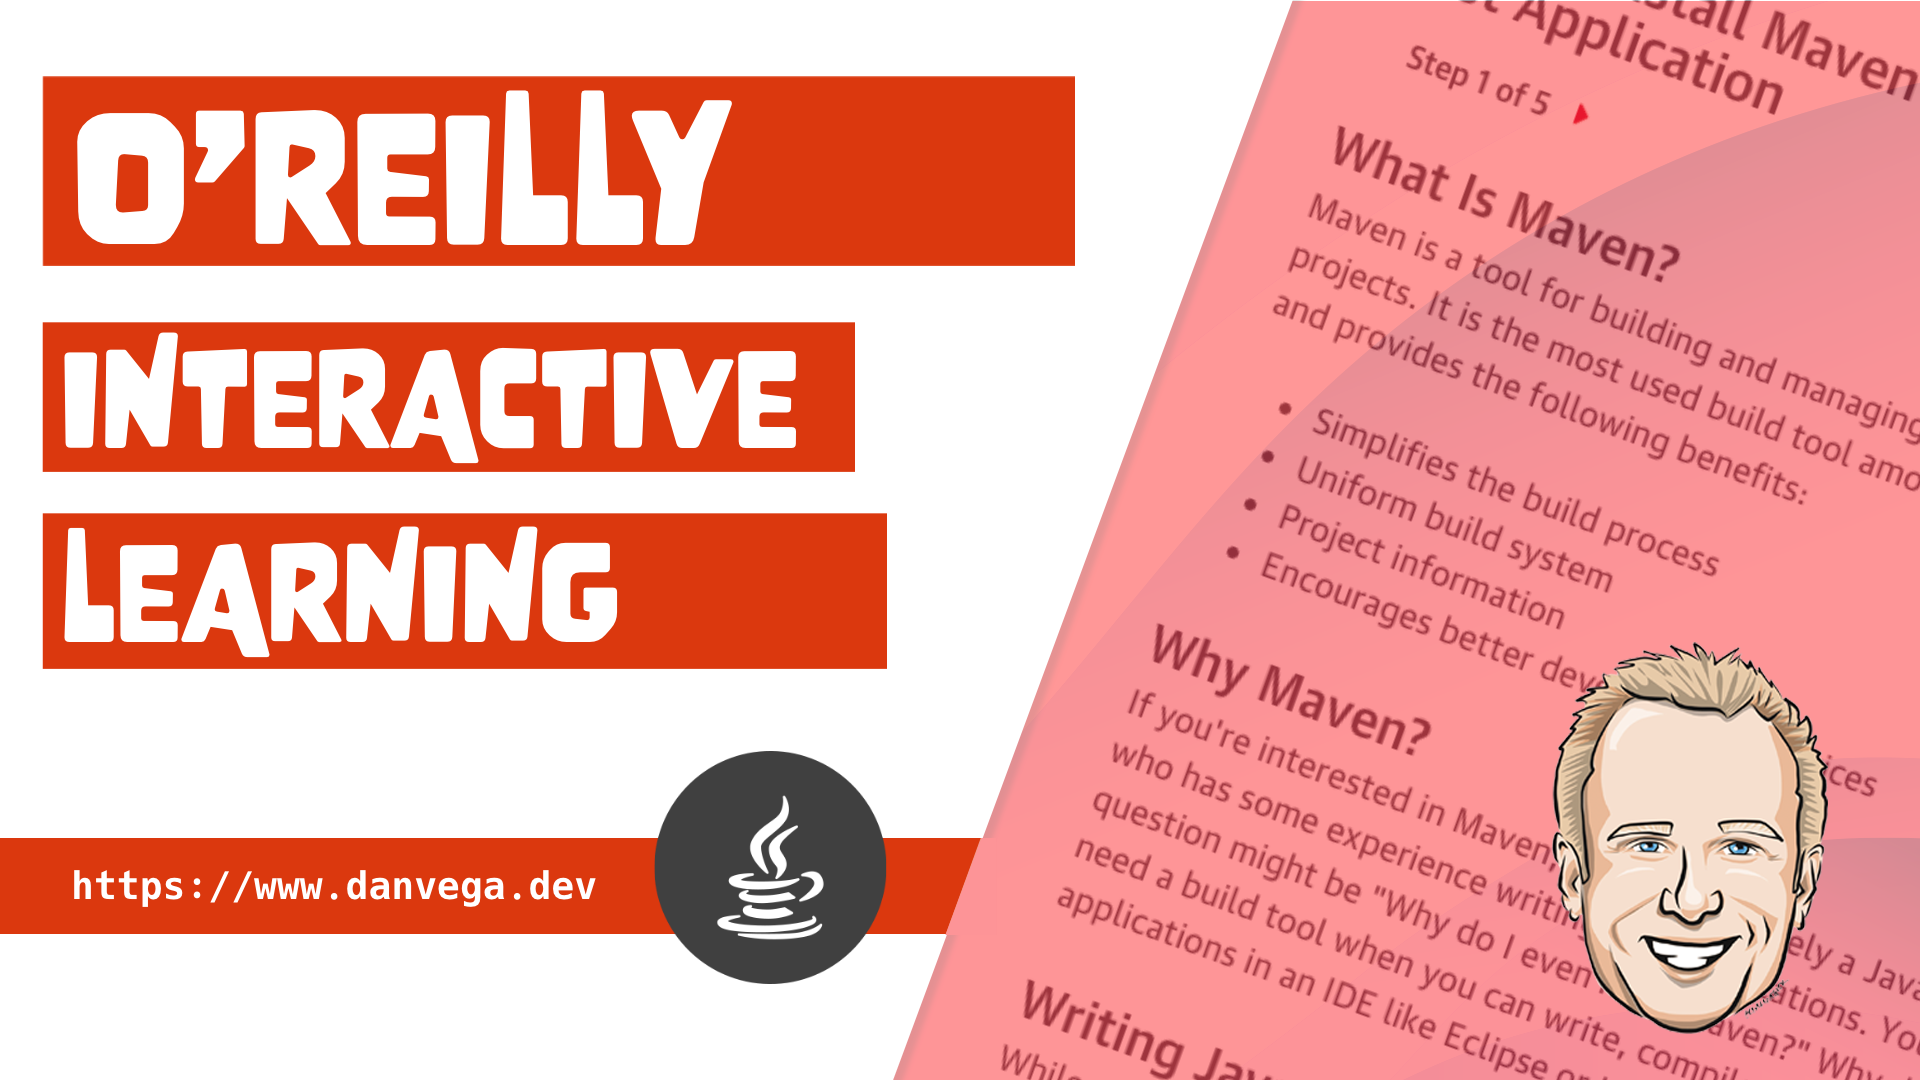 O'REILLY
INTERACTIVE
LEARNING
https://www.danvega.dev
Install Maven
Application
Step 1 of 5
What Is Maven?
Maven is a tool for building and managing
projects. It is the most used build tool
and provides the following benefits:
• Simplifies the build process
• Uniform build system
• Project information
• Encourages better
Why Maven?
If you're interested in Maven,
who has some experience
question might be "Why do I even
need a build tool when you can write,
applications in an IDE like Eclipse or
Writing
While